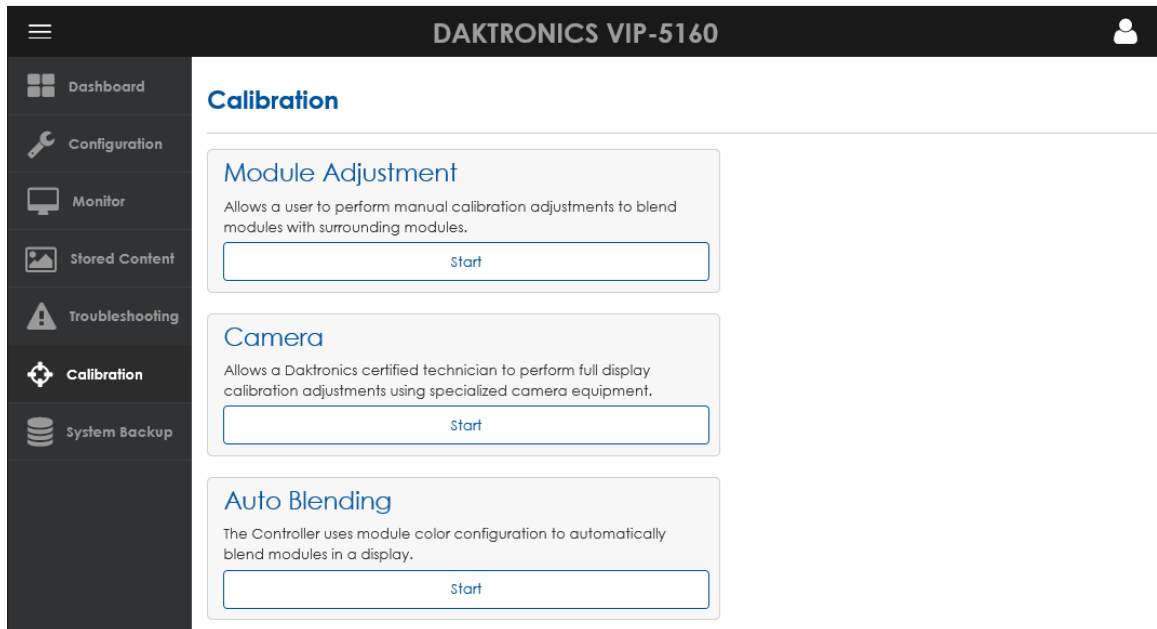 DAKTRONICS VIP-5160
Dashboard
Configuration
Monitor
Stored Content
Troubleshooting
Calibration
System Backup
Calibration
Module Adjustment
Allows a user to perform manual calibration adjustments to blend
modules with surrounding modules.
Start
Camera
Allows a Daktronics certified technician to perform full display
calibration adjustments using specialized camera equipment.
Start
Auto Blending
The Controller uses module color configuration to automatically
blend modules in a display.
Start